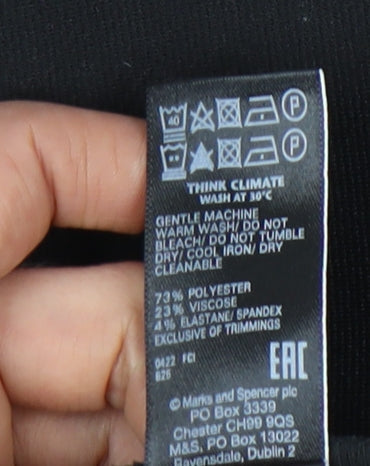 40 P
P
THINK CLIMATE
WASH AT 30°C
GENTLE MACHINE
WARM WASH/ DO NOT
BLEACH/ DO NOT TUMBLE
DRY/ COOL IRON/ DRY
CLEANABLE
73% POLYESTER
23% VISCOSE
4% ELASTANE/ SPANDEX
EXCLUSIVE OF TRIMMINGS
0422 FCI
626
EAC
© Marks and Spencer plc
PO Box 3339
Chester CH99 9QS
M&S, PO Box 13022
Ravensdale, Dublin 2